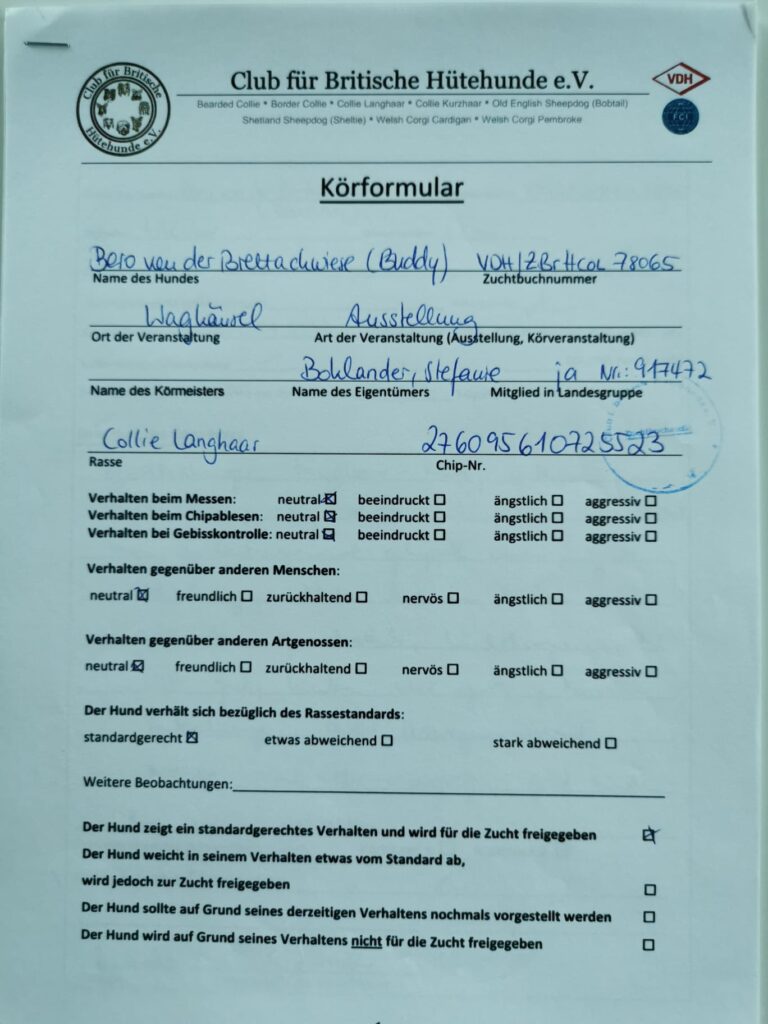 Club für Britische Hütehunde e.V.
Club für Britische Hütehunde e.V.
VDH
FCI
Bearded Collie * Border Collie * Collie Langhaar * Collie Kurzhaar * Old English Sheepdog (Bobtail)
Shetland Sheepdog (Sheltie) * Welsh Corgi Cardigan * Welsh Corgi Pembroke
Körformular
Bero von der Brettachwiese (Buddy) VDH/ZBrHCOL 78065
Name des Hundes Zuchtbuchnummer
Waghäusel Ausstellung
Ort der Veranstaltung Art der Veranstaltung (Ausstellung, Körveranstaltung)
Bohlander, Stefanie ja Nr.: 917472
Name des Körmeisters Name des Eigentümers Mitglied in Landesgruppe
Collie Langhaar 276095610725523
Rasse Chip-Nr.
Verhalten beim Messen: neutral ☒ beeindruckt ☐ ängstlich ☐ aggressiv ☐
Verhalten beim Chipablesen: neutral ☒ beeindruckt ☐ ängstlich ☐ aggressiv ☐
Verhalten bei Gebisskontrolle: neutral ☒ beeindruckt ☐ ängstlich ☐ aggressiv ☐
Verhalten gegenüber anderen Menschen:
neutral ☒ freundlich ☐ zurückhaltend ☐ nervös ☐ ängstlich ☐ aggressiv ☐
Verhalten gegenüber anderen Artgenossen:
neutral ☒ freundlich ☐ zurückhaltend ☐ nervös ☐ ängstlich ☐ aggressiv ☐
Der Hund verhält sich bezüglich des Rassestandards:
standardgerecht ☒ etwas abweichend ☐ stark abweichend ☐
Weitere Beobachtungen:
Der Hund zeigt ein standardgerechtes Verhalten und wird für die Zucht freigegeben ☒
Der Hund weicht in seinem Verhalten etwas vom Standard ab,
wird jedoch zur Zucht freigegeben ☐
Der Hund sollte auf Grund seines derzeitigen Verhaltens nochmals vorgestellt werden ☐
Der Hund wird auf Grund seines Verhaltens nicht für die Zucht freigegeben ☐